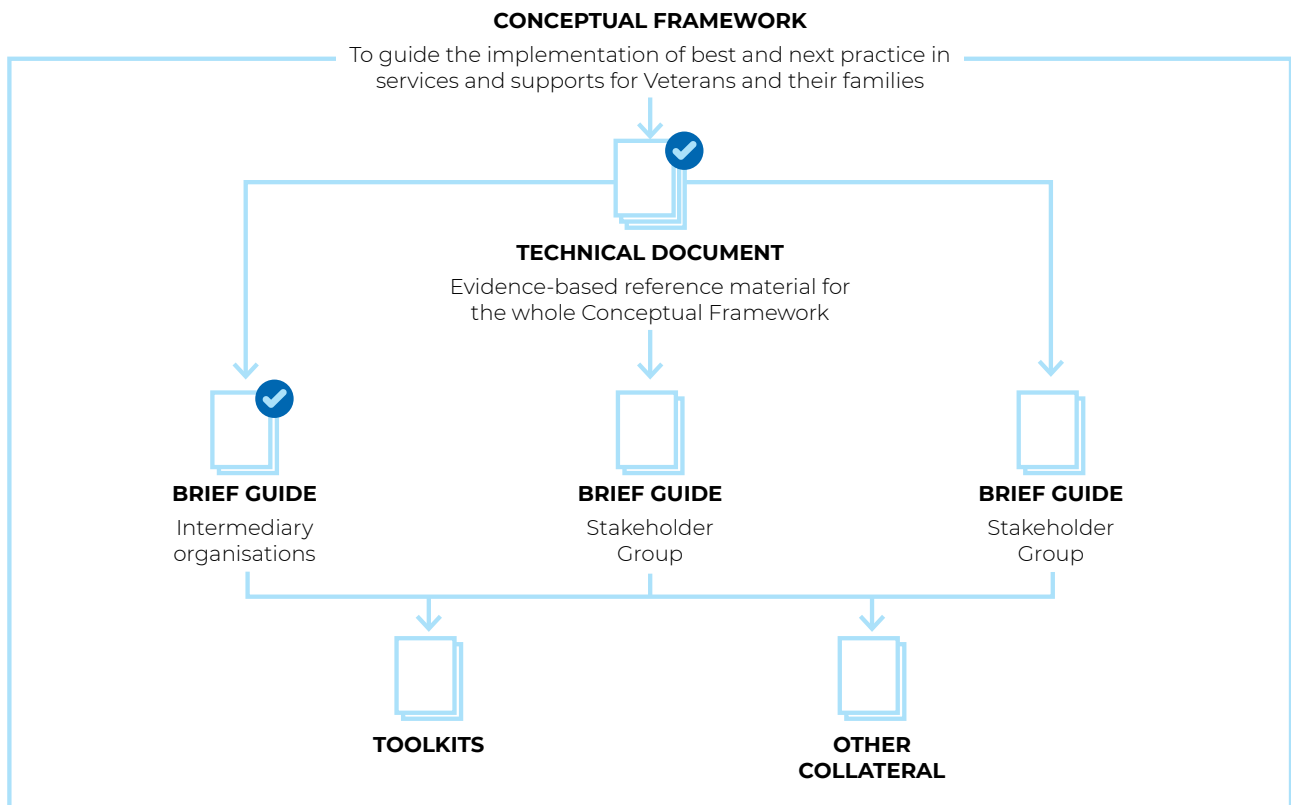 CONCEPTUAL FRAMEWORK
To guide the implementation of best and next practice in
services and supports for Veterans and their families
TECHNICAL DOCUMENT
Evidence-based reference material for
the whole Conceptual Framework
BRIEF GUIDE
Intermediary
organisations
BRIEF GUIDE
Stakeholder
Group
BRIEF GUIDE
Stakeholder
Group
TOOLKITS
OTHER
COLLATERAL